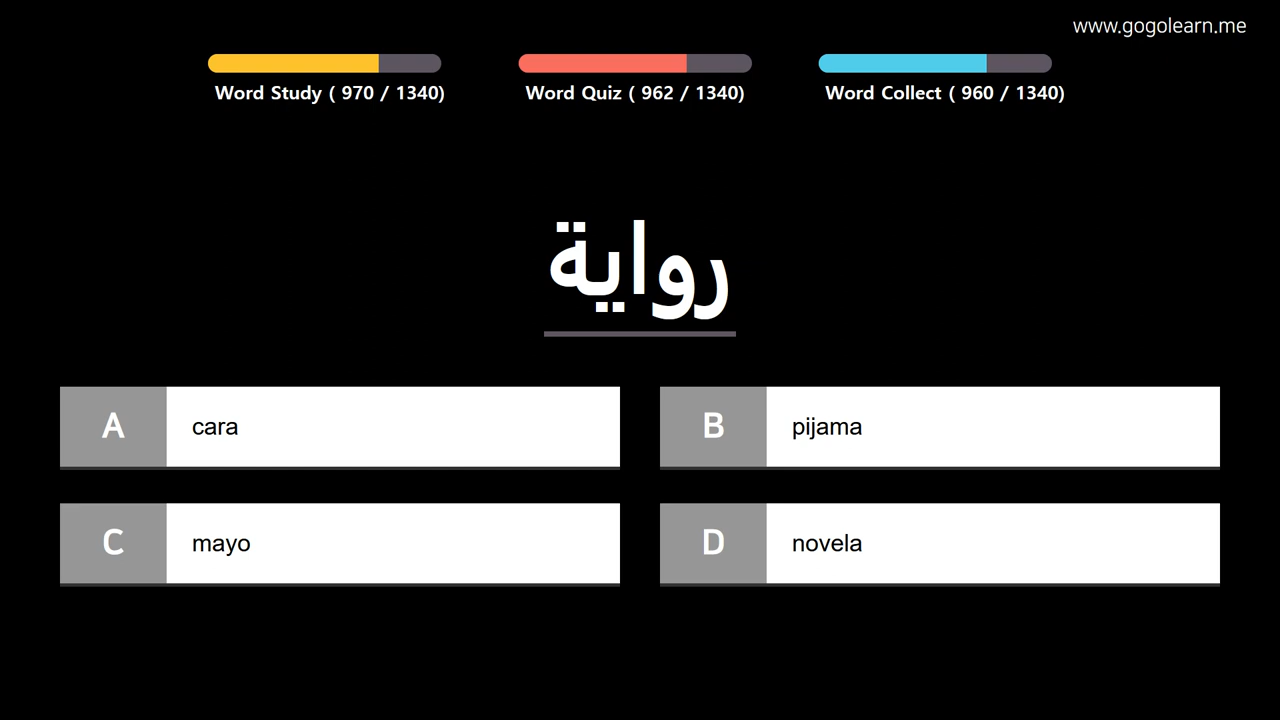 www.gogolearn.me
Word Study ( 970 / 1340)
Word Quiz ( 962 / 1340)
Word Collect ( 960 / 1340)
رواية
A cara
B pijama
C mayo
D novela